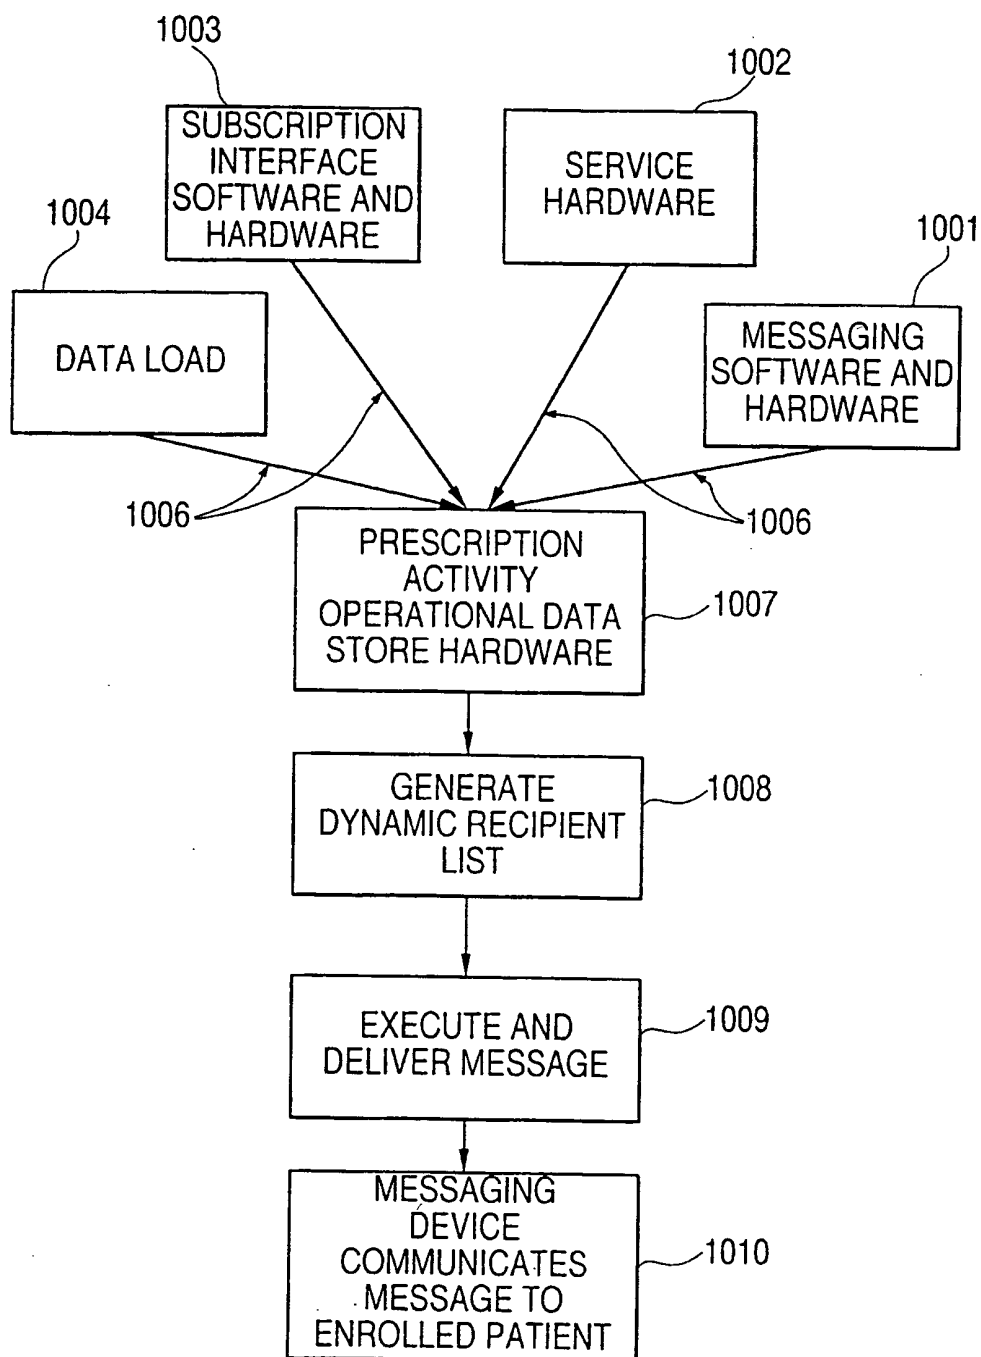 1003
1002
SUBSCRIPTION
INTERFACE
SOFTWARE AND
HARDWARE
SERVICE
HARDWARE
1004
1001
DATA LOAD
MESSAGING
SOFTWARE AND
HARDWARE
1006
1006
PRESCRIPTION
ACTIVITY
OPERATIONAL DATA
STORE HARDWARE
1007
GENERATE
DYNAMIC RECIPIENT
LIST
1008
EXECUTE AND
DELIVER MESSAGE
1009
MESSAGING
DEVICE
COMMUNICATES
MESSAGE TO
ENROLLED PATIENT
1010